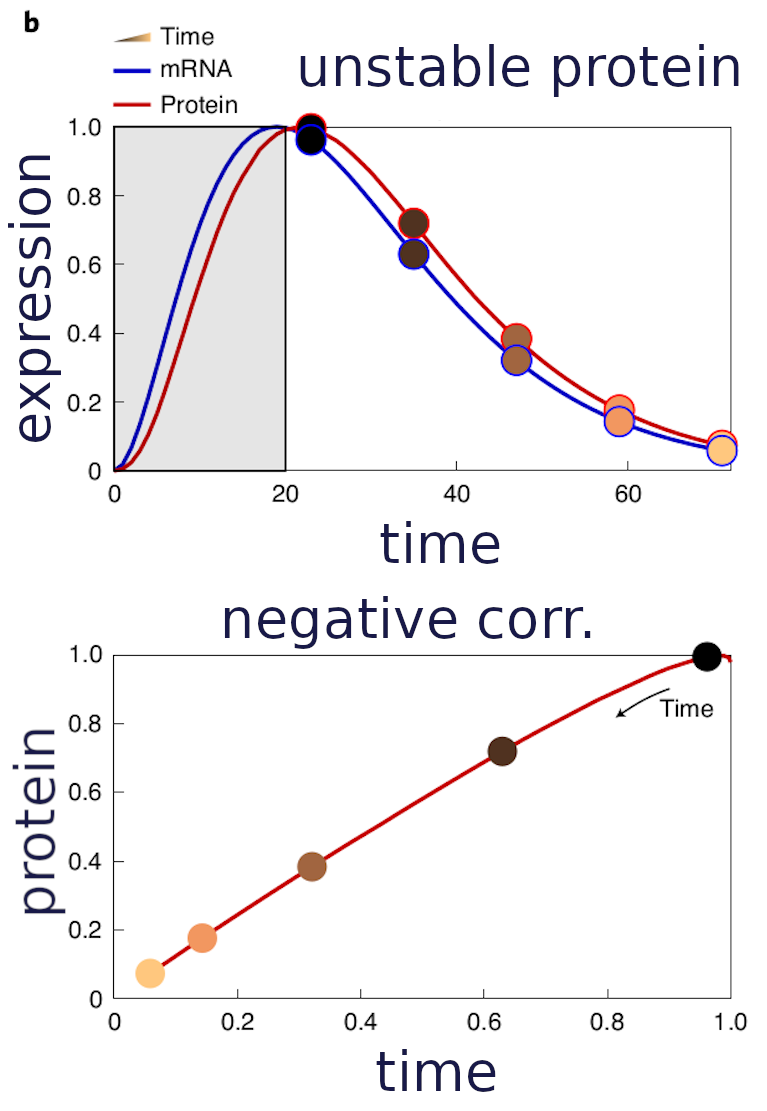 b
Time
mRNA
Protein
unstable protein
expression
1.0
0.8
0.6
0.4
0.2
0
0 20 40 60
time
negative corr.
protein
1.0
0.8
0.6
0.4
0.2
0
Time
0 0.2 0.4 0.6 0.8 1.0
time